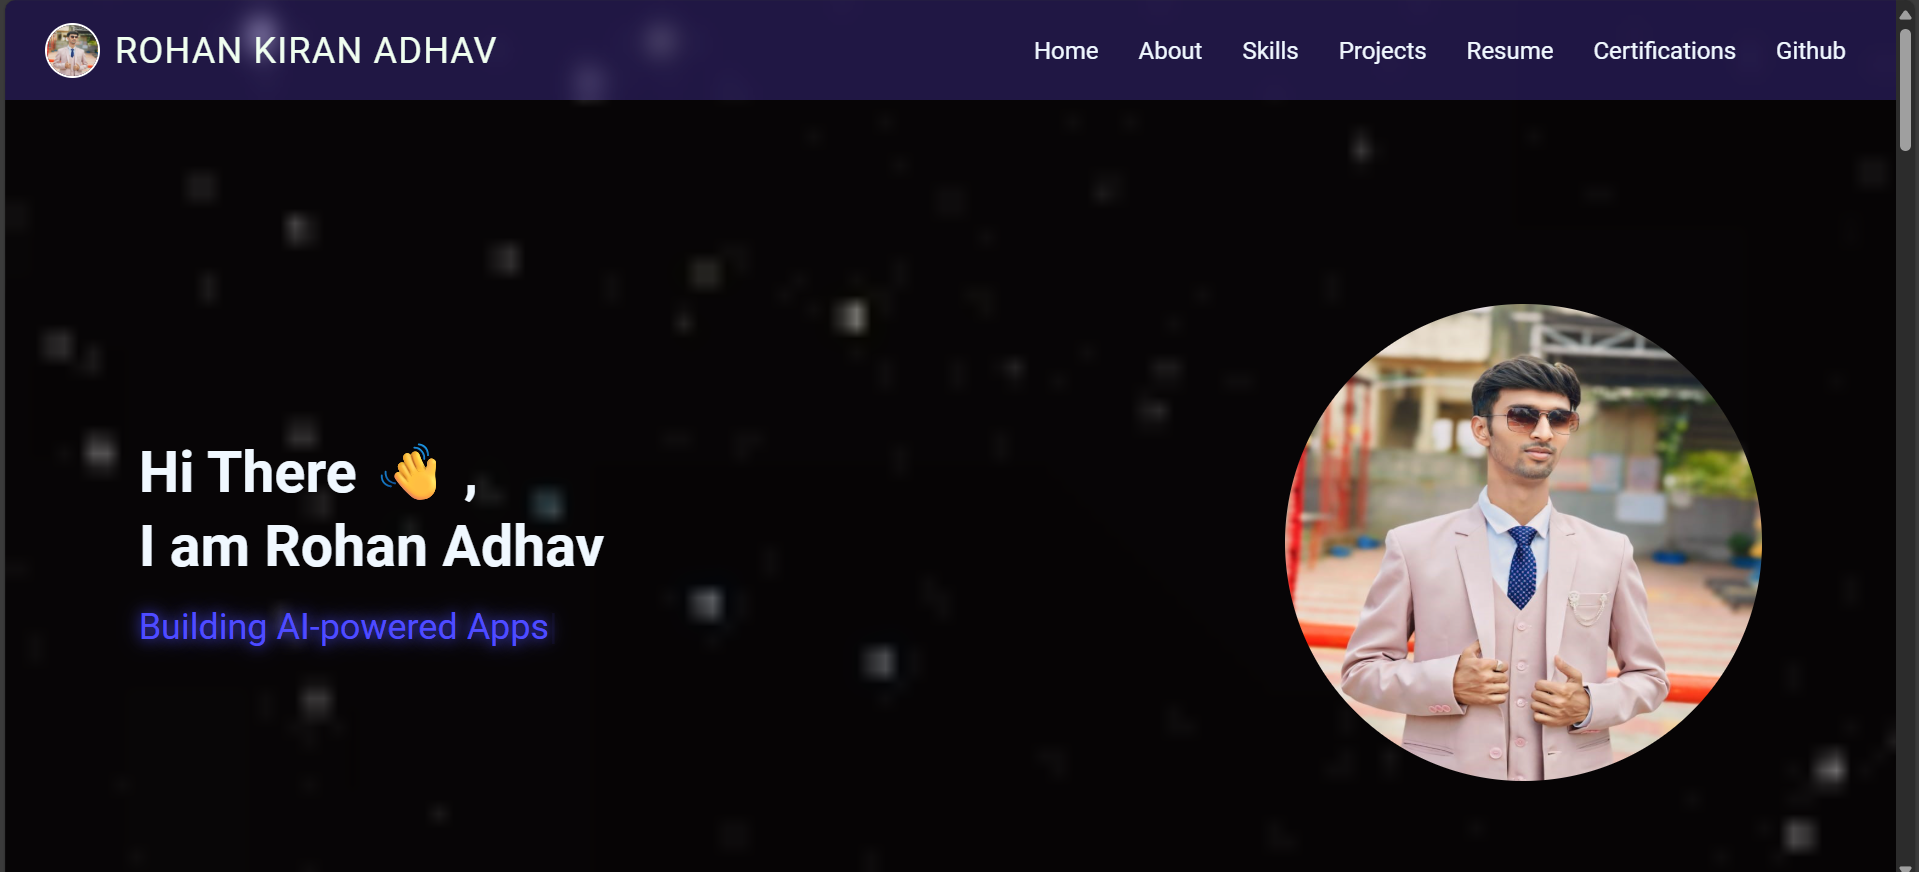 ROHAN KIRAN ADHAV
Home About Skills Projects Resume Certifications Github
Hi There 👋 ,
I am Rohan Adhav
Building AI-powered Apps